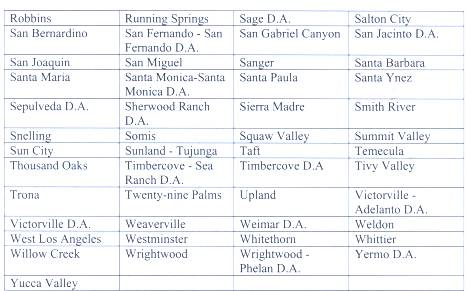 Robbins Running Springs Sage D.A. Salton City
San Bernardino San Fernando - San Fernando D.A. San Gabriel Canyon San Jacinto D.A.
San Joaquin San Miguel Sanger Santa Barbara
Santa Maria Santa Monica-Santa Monica D.A. Santa Paula Santa Ynez
Sepulveda D.A. Sherwood Ranch D.A. Sierra Madre Smith River
Snelling Somis Squaw Valley Summit Valley
Sun City Sunland - Tujunga Taft Temecula
Thousand Oaks Timbercove - Sea Ranch D.A. Timbercove D.A Tivy Valley
Trona Twenty-nine Palms Upland Victorville - Adelanto D.A.
Victorville D.A. Weaverville Weimar D.A. Weldon
West Los Angeles Westminster Whitethorn Whittier
Willow Creek Wrightwood Wrightwood - Phelan D.A. Yermo D.A.
Yucca Valley